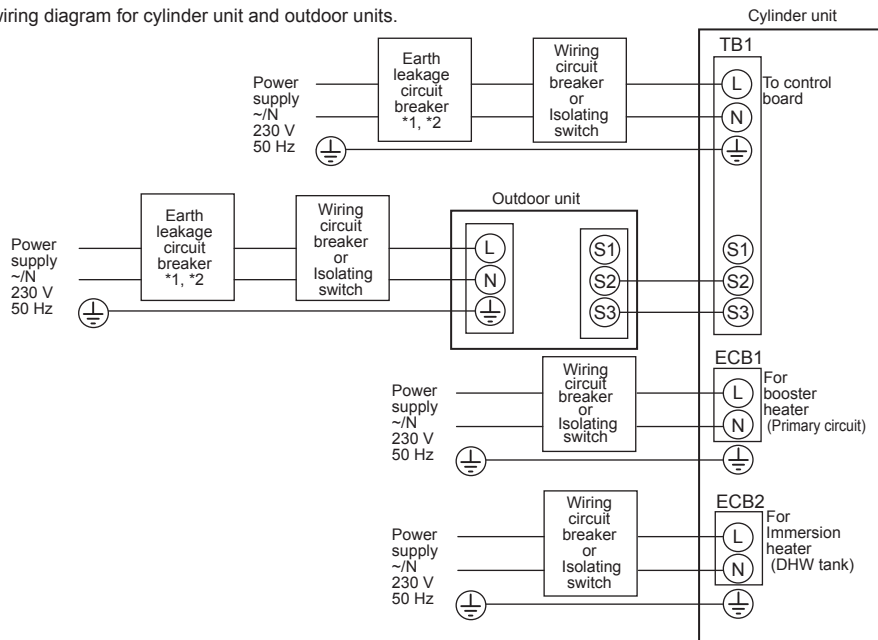 wiring diagram for cylinder unit and outdoor units.
Cylinder unit
TB1
Power
supply
~/N
230 V
50 Hz
Earth
leakage
circuit
breaker
*1, *2
Wiring
circuit
breaker
or
Isolating
switch
L
N
To control
board
Power
supply
~/N
230 V
50 Hz
Earth
leakage
circuit
breaker
*1, *2
Wiring
circuit
breaker
or
Isolating
switch
Outdoor unit
L
N
S1
S2
S3
S1
S2
S3
ECB1
Power
supply
~/N
230 V
50 Hz
Wiring
circuit
breaker
or
Isolating
switch
L
N
For
booster
heater
(Primary circuit)
ECB2
Power
supply
~/N
230 V
50 Hz
Wiring
circuit
breaker
or
Isolating
switch
L
N
For
Immersion
heater
(DHW tank)